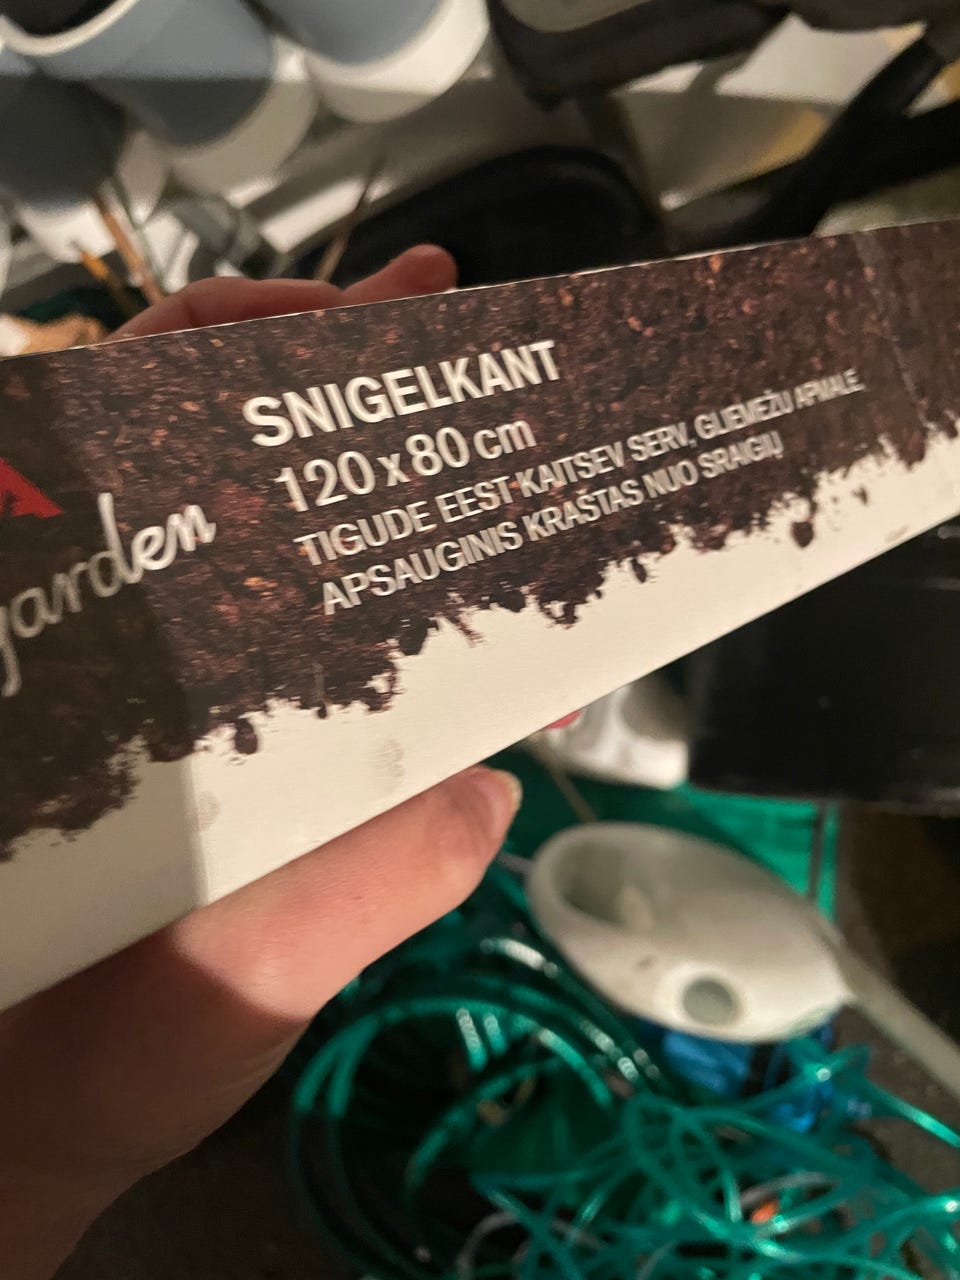 garden
SNIGELKANT
120 x 80 cm
TIGUDE EEST KAITSEV SERV, GLIEMEŽU APMALE,
APSAUGINIS KRAŠTAS NUO SRAIGIŲ